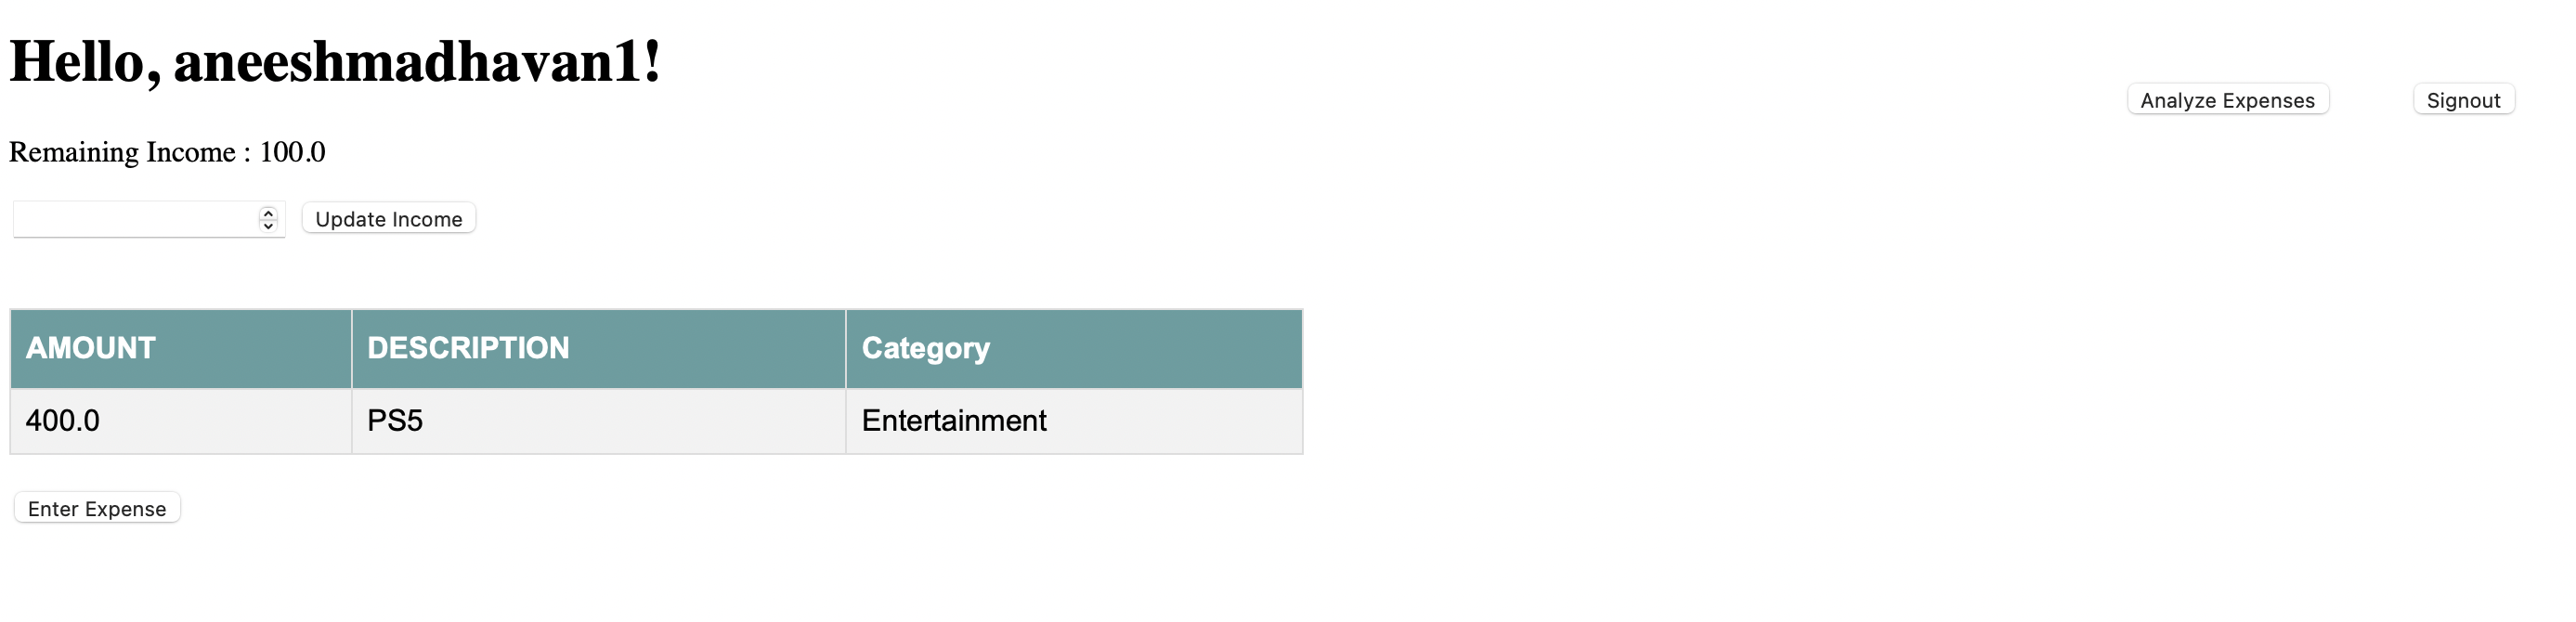 Hello, aneeshmadhavan1!
Analyze Expenses Signout
Remaining Income : 100.0
Update Income
AMOUNT DESCRIPTION Category
400.0 PS5 Entertainment
Enter Expense